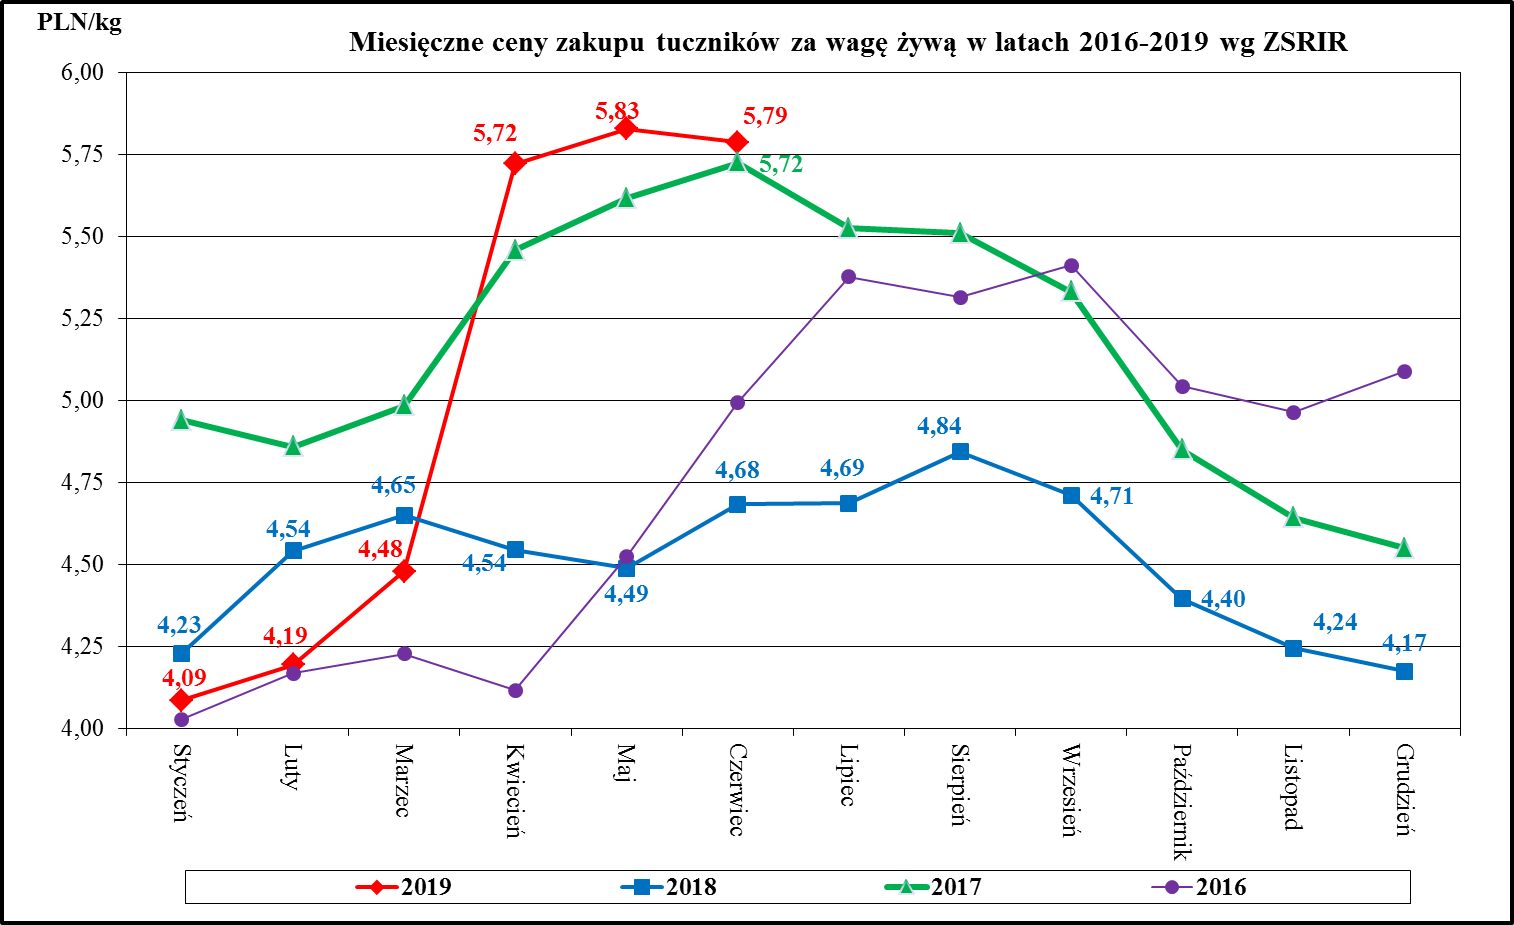 PLN/kg
Miesięczne ceny zakupu tuczników za wagę żywą w latach 2016-2019 wg ZSRIR
6,00
5,75
5,50
5,25
5,00
4,75
4,50
4,25
4,00
5,72
5,83
5,79
5,72
4,84
4,65
4,68
4,69
4,71
4,54
4,48
4,54
4,49
4,40
4,23
4,19
4,24
4,17
4,09
Styczeń
Luty
Marzec
Kwiecień
Maj
Czerwiec
Lipiec
Sierpień
Wrzesień
Październik
Listopad
Grudzień
2019
2018
2017
2016